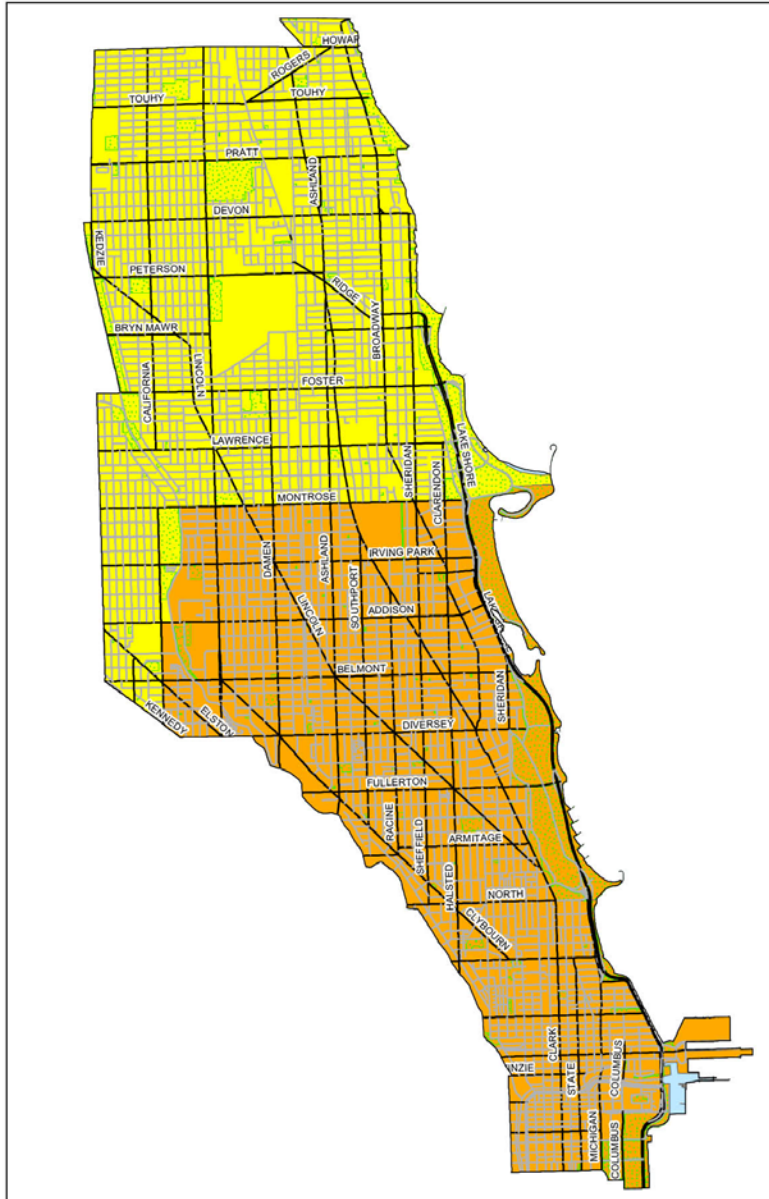 HOWAR
ROGERS
TOUHY
TOUHY
PRATT
ASHLAND
DEVON
KEDZIE
PETERSON
RIDGE
BROADWAY
BRYN MAWR
LINCOLN
CALIFORNIA
FOSTER
LAWRENCE
SHERIDAN
LAKE SHORE
CLARENDON
MONTROSE
DAMEN
ASHLAND
IRVING PARK
SOUTHPORT
LINCOLN
ADDISON
BELMONT
SHERIDAN
KENNEDY
ELSTON
DIVERSEY
FULLERTON
RACINE
SHEFFIELD
ARMITAGE
HALSTED
NORTH
CLYBOURN
CLARK
STATE
INZIE
COLUMBUS
MICHIGAN
COLUMBUS